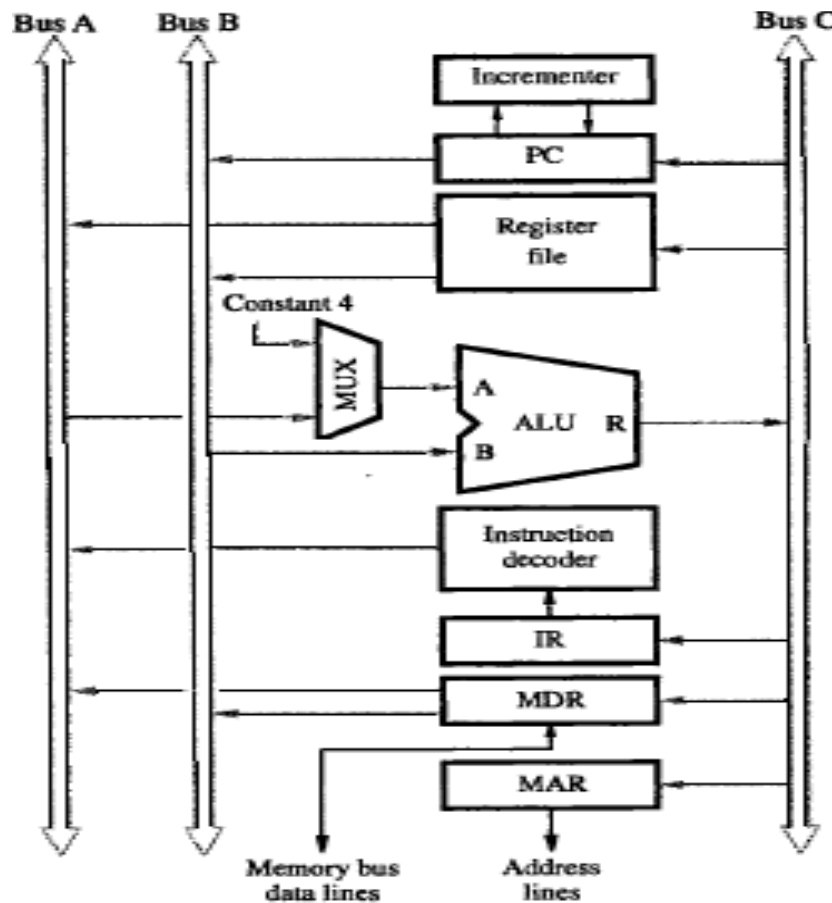 Bus A
Bus B
Bus C
Incrementer
PC
Register
file
Constant 4
MUX
A
ALU
R
B
Instruction
decoder
IR
MDR
MAR
Memory bus
data lines
Address
lines